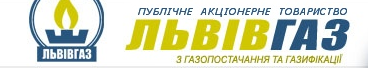 ПУБЛІЧНЕ АКЦІОНЕРНЕ ТОВАРИСТВО
ЛЬВІВГАЗ
З ГАЗОПОСТАЧАННЯ ТА ГАЗИФІКАЦІЇ
ЛЬВІВГАЗ